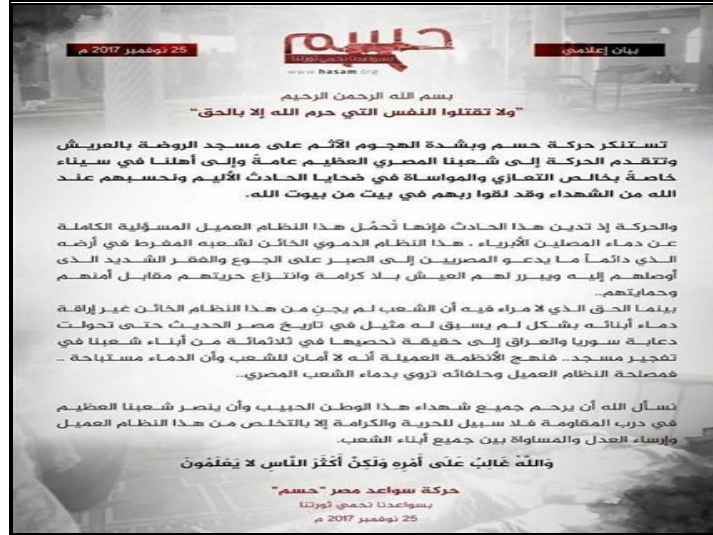 25 نوفمبر 2017 م
حسم
بيان إعلامي
بسواعدنا نحمي ثورتنا
www.hasam.org
بسم الله الرحمن الرحيم
"ولا تقتلوا النفس التي حرم الله إلا بالحق"
تستنكر حركة حسم وبشدة الهجوم الآثم على مسجد الروضة بالعريش
وتتقدم الحركة إلى شعبنا المصري العظيم عامةً وإلى أهلنا في سيناء
خاصةً بخالص التعازي والمواساة في ضحايا الحادث الأليم ونحسبهم عند
الله من الشهداء وقد لقوا ربهم في بيت من بيوت الله.
والحركة إذ تدين هذا الحادث فإنها تُحمّل هذا النظام العميل المسؤلية الكاملة
عن دماء المصلين الأبرياء . هذا النظام الدموي الخائن لشعبه المفرط في أرضه
الذي دائماً ما يدعو المصريين إلى الصبر على الجوع والفقر الشديد الذى
أوصلهم إليه ويبرر لهم العيش بلا كرامة وانتزاع حريتهم مقابل أمنهم
وحمايتهم..
بينما الحق الذي لا مراء فيه أن الشعب لم يجنِ من هذا النظام الخائن غير إراقة
دماء أبنائه بشكل لم يسبق له مثيل في تاريخ مصر الحديث حتى تحولت
دعابة سوريا والعراق إلى حقيقة نحصيها في ثلاثمائة من أبناء شعبنا في
تفجير مسجد.. فنهج الأنظمة العميلة أنه لا أمان للشعب وأن الدماء مستباحة ..
فمصلحة النظام العميل وحلفائه تروي بدماء الشعب المصري..
نسأل الله أن يرحم جميع شهداء هذا الوطن الحبيب وأن ينصر شعبنا العظيم
في درب المقاومة فلا سبيل للحرية والكرامة إلا بالتخلص من هذا النظام العميل
وإرساء العدل والمساواة بين جميع أبناء الشعب.
وَاللَّهُ غَالِبٌ عَلَى أَمْرِهِ وَلَكِنَّ أَكْثَرَ النَّاسِ لَا يَعْلَمُونَ
حركة سواعد مصر "حسم"
بسواعدنا نحمي ثورتنا
25 نوفمبر 2017 م